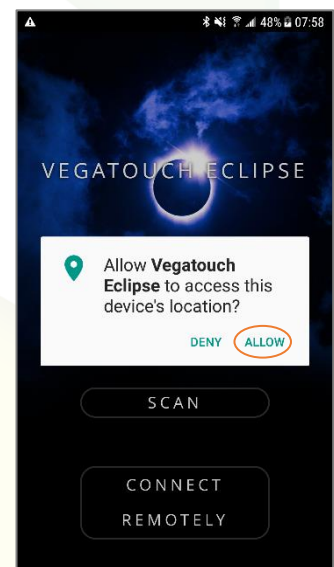 48% 07:58
VEGATOUCH ECLIPSE
Allow Vegatouch
Eclipse to access this
device's location?
DENY ALLOW
SCAN
CONNECT
REMOTELY